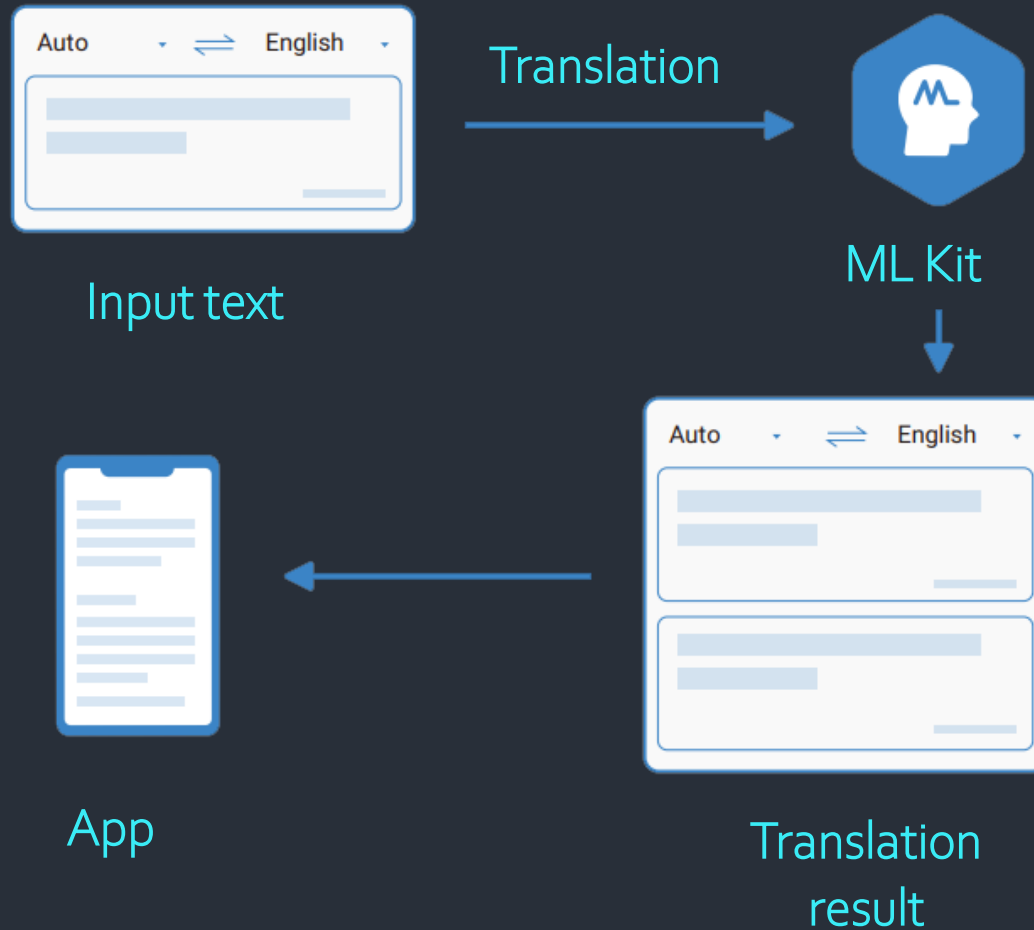 Auto English
Translation
ML Kit
Input text
Auto English
App
Translation
result